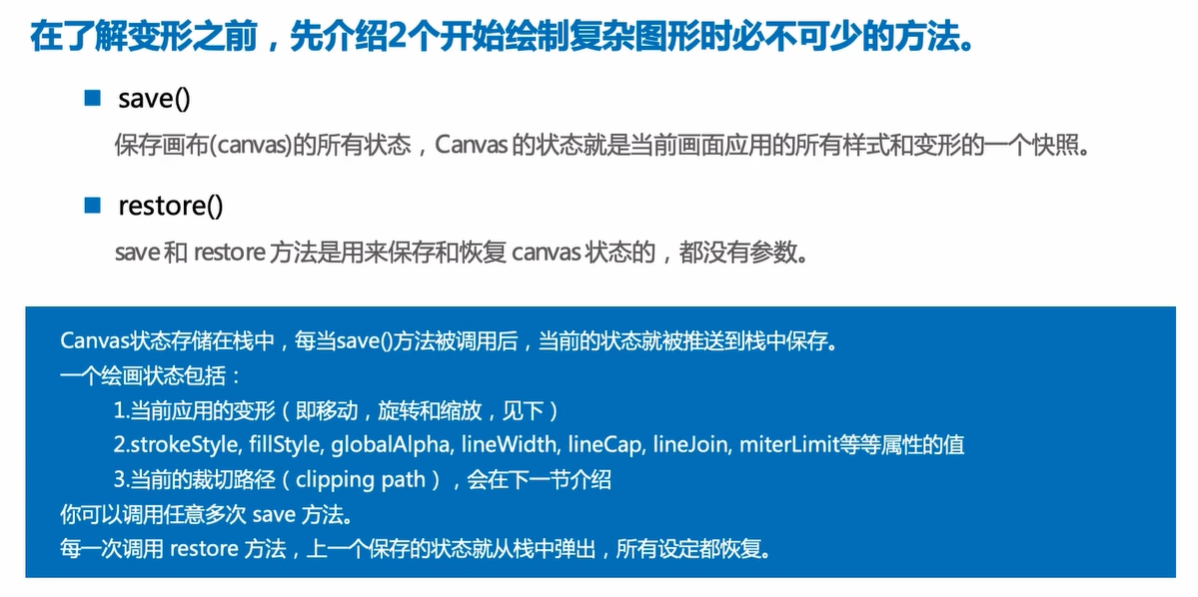 在了解变形之前，先介绍2个开始绘制复杂图形时必不可少的方法。
save()
保存画布(canvas)的所有状态，Canvas 的状态就是当前画面应用的所有样式和变形的一个快照。
restore()
save 和 restore 方法是用来保存和恢复 canvas 状态的，都没有参数。
Canvas状态存储在栈中，每当save()方法被调用后，当前的状态就被推送到栈中保存。
一个绘画状态包括：
1.当前应用的变形（即移动，旋转和缩放，见下）
2.strokeStyle, fillStyle, globalAlpha, lineWidth, lineCap, lineJoin, miterLimit等等属性的值
3.当前的裁切路径（clipping path），会在下一节介绍
你可以调用任意多次 save 方法。
每一次调用 restore 方法，上一个保存的状态就从栈中弹出，所有设定都恢复。